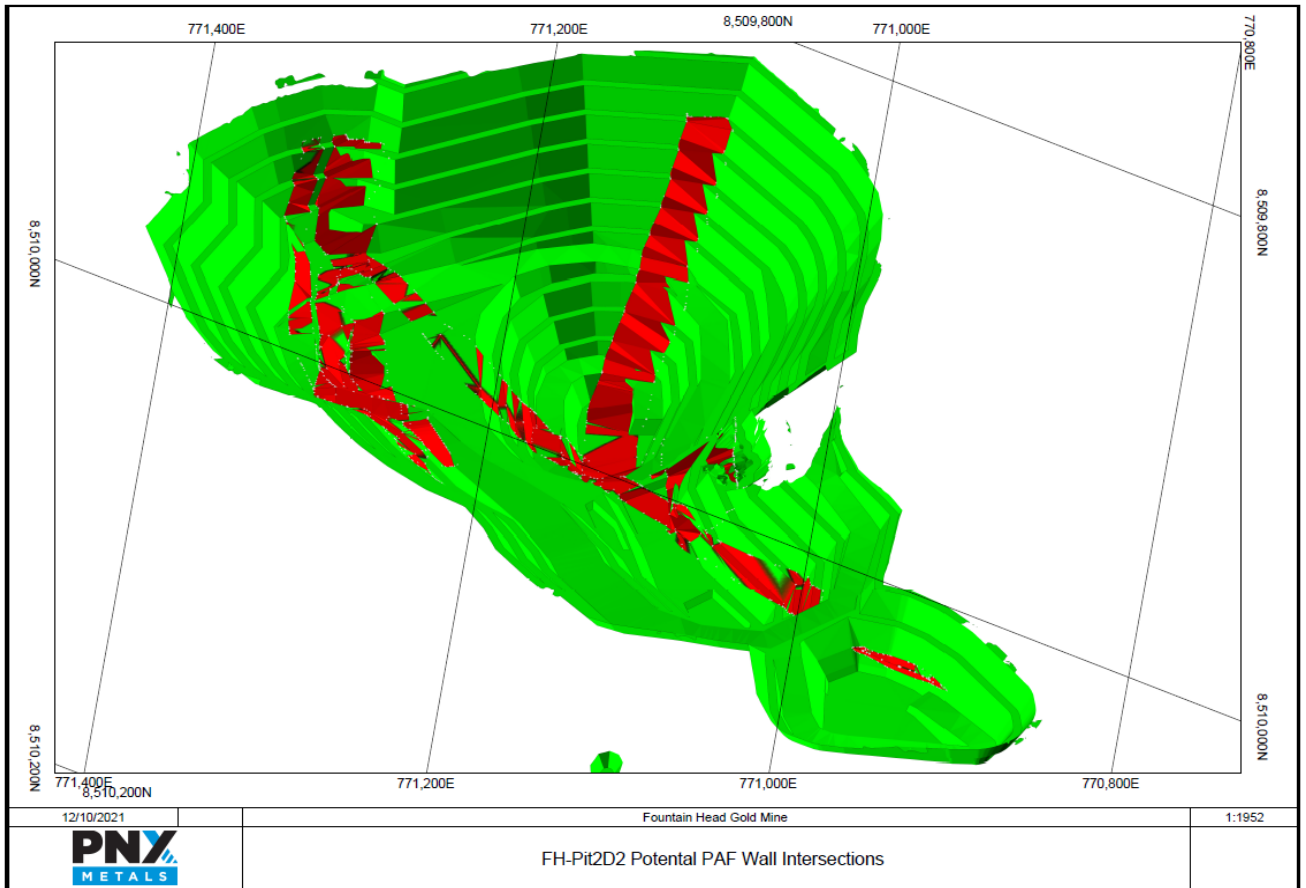 771,400E
771,200E
8,509,800N
771,000E
770,800E
8,510,000N
8,509,800N
8,510,200N
8,510,000N
771,400E
8,510,200N
771,200E
771,000E
770,800E
12/10/2021
Fountain Head Gold Mine
1:1952
PNX
METALS
FH-Pit2D2 Potental PAF Wall Intersections